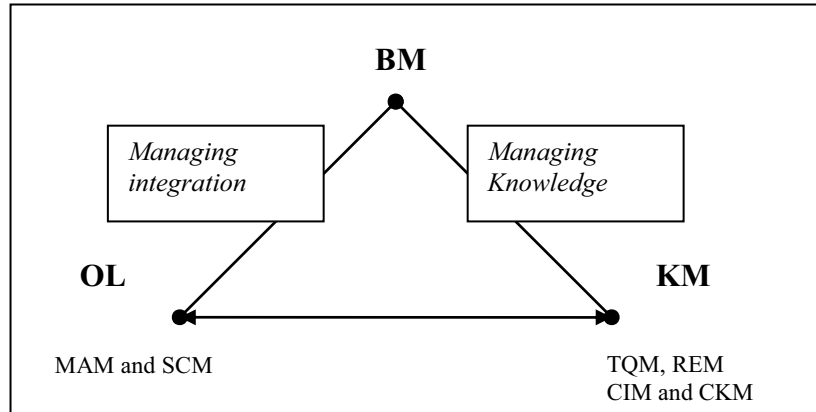 BM
Managing
integration
Managing
Knowledge
OL
KM
MAM and SCM
TQM, REM
CIM and CKM